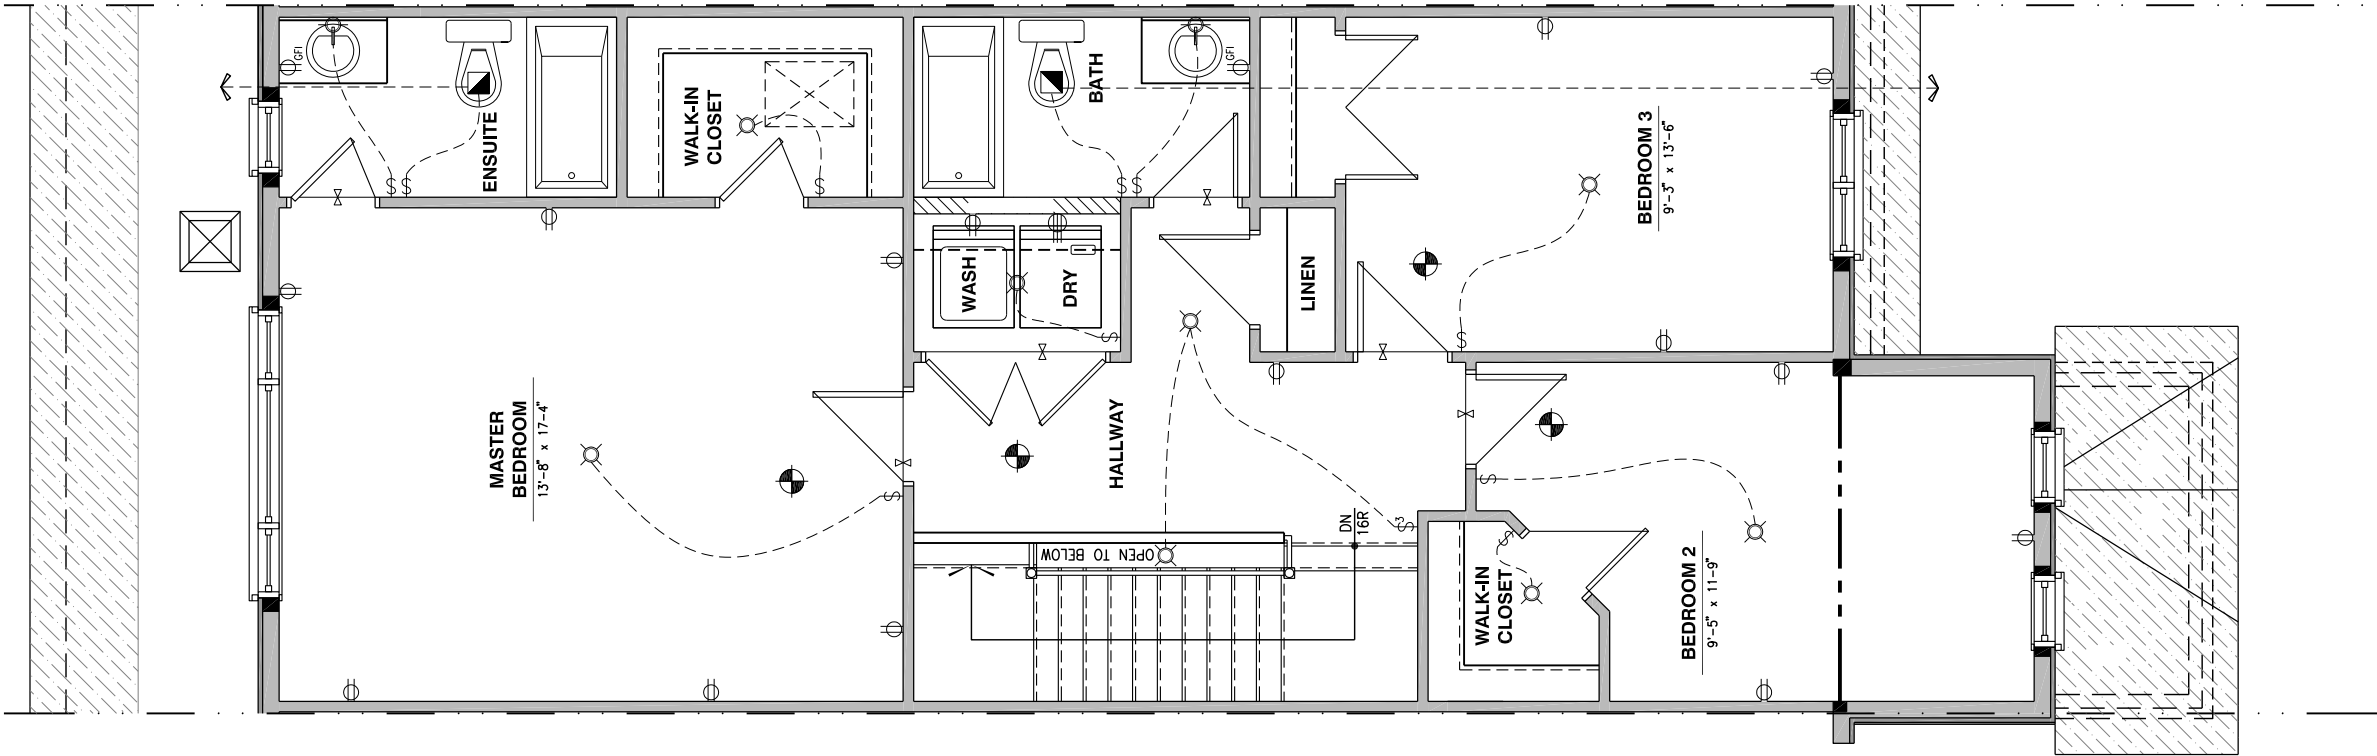 GFI
ENSUITE
WALK-IN
CLOSET
BATH
GFI
BEDROOM 3
9'-3" x 13'-6"
WASH
DRY
LINEN
MASTER
BEDROOM
13'-8" x 17'-4"
HALLWAY
DN
16R
OPEN TO BELOW
WALK-IN
CLOSET
BEDROOM 2
9'-5" x 11'-9"
S
S
S
S
S
S
S
S
S
S3
S